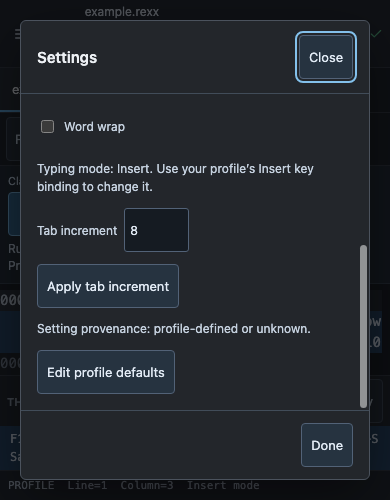 example.rexx
Settings
Close
Word wrap
Typing mode: Insert. Use your profile's Insert key
binding to change it.
Tab increment 8
Apply tab increment
Setting provenance: profile-defined or unknown.
Edit profile defaults
Done
PROFILE Line=1 Column=3 Insert mode